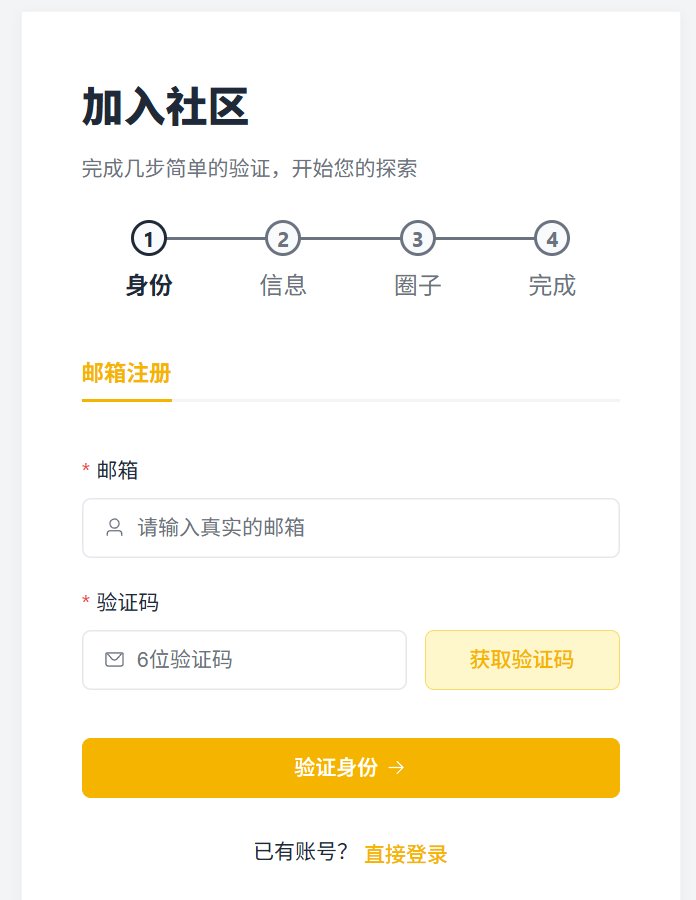 加入社区
完成几步简单的验证，开始您的探索
1 2 3 4
身份 信息 圈子 完成
邮箱注册
* 邮箱
请输入真实的邮箱
* 验证码
6位验证码 获取验证码
验证身份 →
已有账号？ 直接登录